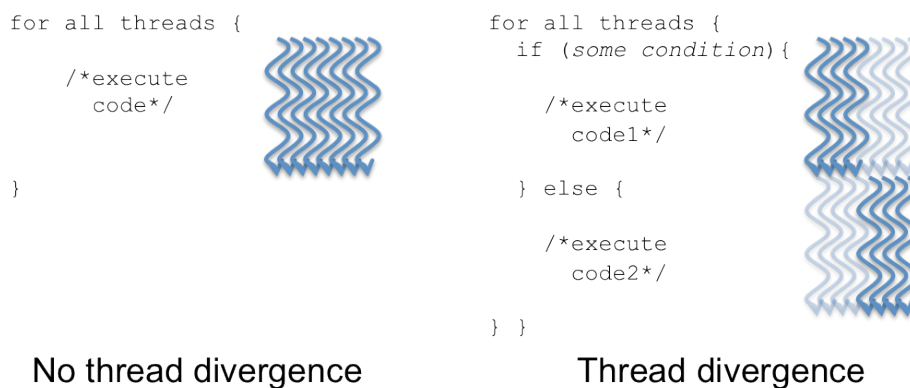 for all threads {
/*execute
code*/
}
No thread divergence
for all threads {
if (some condition){
/*execute
code1*/
} else {
/*execute
code2*/
} }
Thread divergence